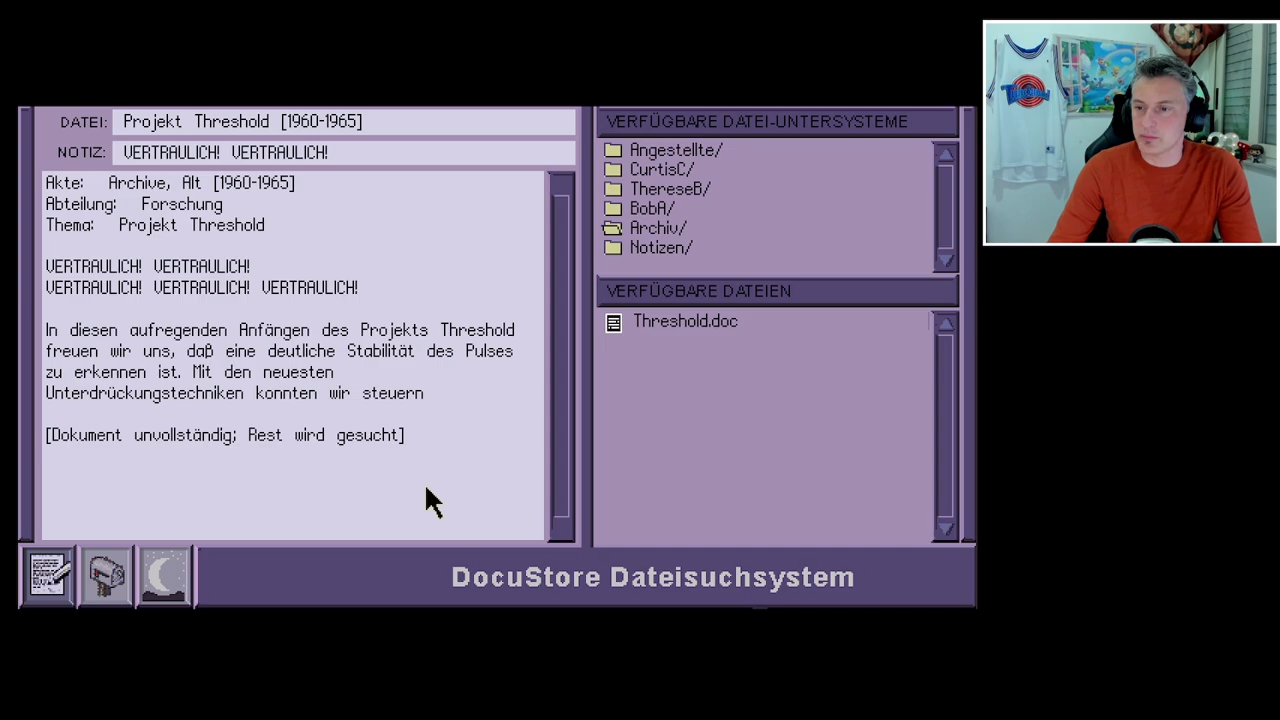 DATEI: Projekt Threshold [1960-1965]
NOTIZ: VERTRAULICH! VERTRAULICH!
Akte: Archive, Alt [1960-1965]
Abteilung: Forschung
Thema: Projekt Threshold
VERTRAULICH! VERTRAULICH!
VERTRAULICH! VERTRAULICH! VERTRAULICH!
In diesen aufregenden Anfängen des Projekts Threshold
freuen wir uns, daß eine deutliche Stabilität des Pulses
zu erkennen ist. Mit den neuesten
Unterdrückungstechniken konnten wir steuern
[Dokument unvollständig; Rest wird gesucht]
VERFÜGBARE DATEI-UNTERSYSTEME
Angestellte/
CurtisC/
ThereseB/
BobA/
Archiv/
Notizen/
VERFÜGBARE DATEIEN
Threshold.doc
DocuStore Dateisuchsystem